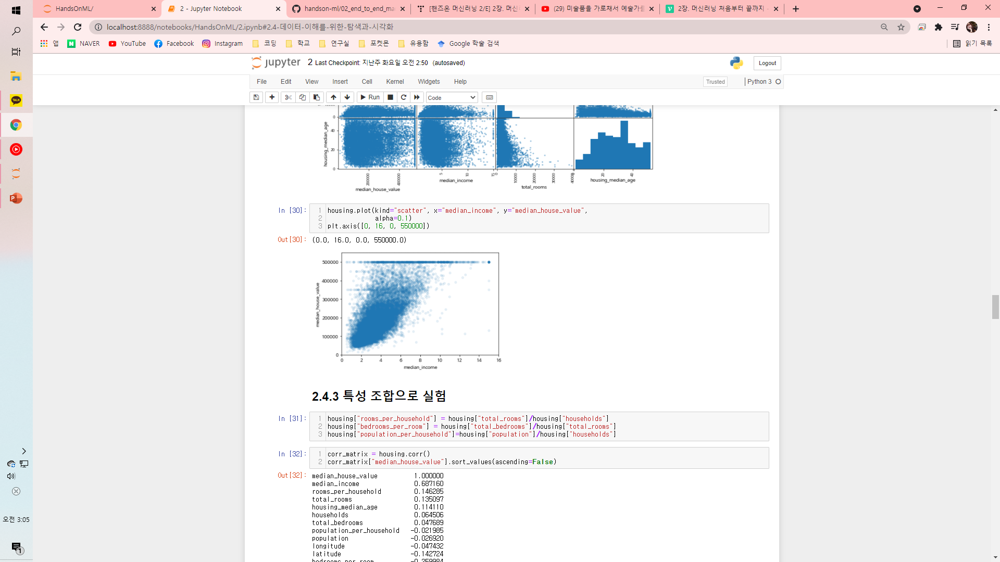 HandsOnML/
2 - Jupyter Notebook
handson-ml/02_end_to_end_ma
[핸즈온 머신러닝 2/E] 2장. 머신
(29) 미술품을 가로채서 예술가를
2장. 머신러닝 처음부터 끝까지 -
localhost:8888/notebooks/HandsOnML/2.ipynb#2.4-데이터-이해를-위한-탐색과-시각화
앱 NAVER YouTube Facebook Instagram 코딩 학교 연구실 포켓몬 유용함 Google 학술 검색 읽기 목록
jupyter 2 Last Checkpoint: 지난주 화요일 오전 2:50 (autosaved)
Logout
File Edit View Insert Cell Kernel Widgets Help
Trusted
Python 3
Run
Code
0
housing_median_age
40
20
0
200000
400000
median_house_value
5
10
15
median_income
0
10000
20000
30000
40000
total_rooms
20
40
housing_median_age
In [30]:
1 housing.plot(kind="scatter", x="median_income", y="median_house_value",
2 alpha=0.1)
3 plt.axis([0, 16, 0, 550000])
Out[30]: (0.0, 16.0, 0.0, 550000.0)
500000
400000
300000
200000
100000
0
median_house_value
0 2 4 6 8 10 12 14 16
median_income
2.4.3 특성 조합으로 실험
In [31]:
1 housing["rooms_per_household"] = housing["total_rooms"]/housing["households"]
2 housing["bedrooms_per_room"] = housing["total_bedrooms"]/housing["total_rooms"]
3 housing["population_per_household"]=housing["population"]/housing["households"]
In [32]:
1 corr_matrix = housing.corr()
2 corr_matrix["median_house_value"].sort_values(ascending=False)
Out[32]:
median_house_value 1.000000
median_income 0.687160
rooms_per_household 0.146285
total_rooms 0.135097
housing_median_age 0.114110
households 0.064506
total_bedrooms 0.047689
population_per_household -0.021985
population -0.026920
longitude -0.047432
latitude -0.142724
bedrooms_per_room -0.259984
TALK
오전 3:05
1